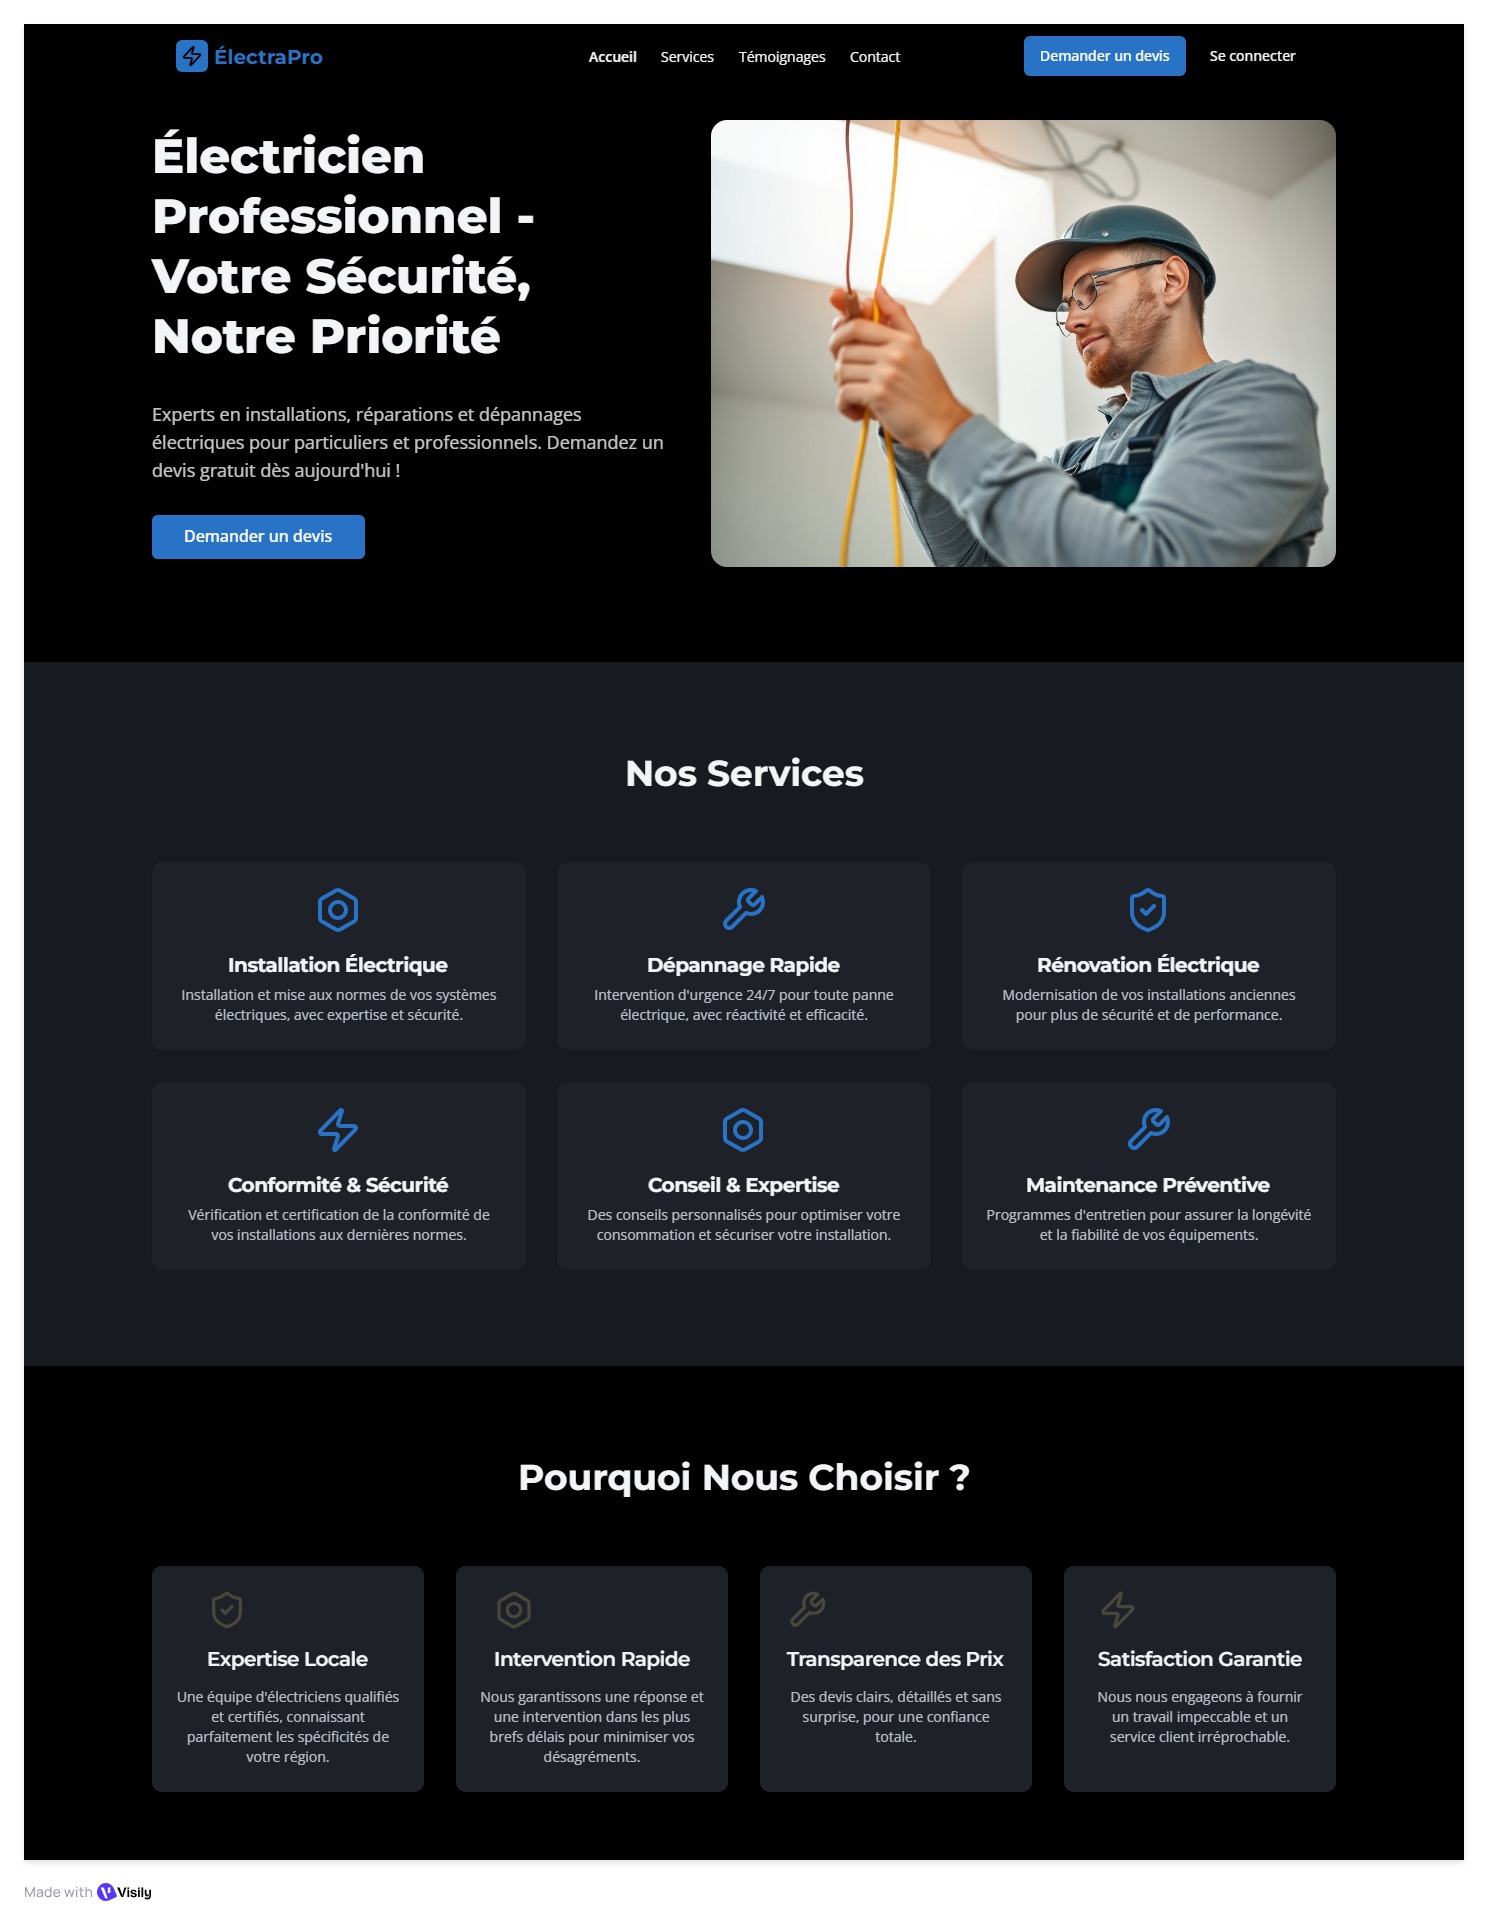 ÉlectraPro
Accueil
Services
Témoignages
Contact
Demander un devis
Se connecter
Électricien
Professionnel -
Votre Sécurité,
Notre Priorité
Experts en installations, réparations et dépannages
électriques pour particuliers et professionnels. Demandez un
devis gratuit dès aujourd'hui !
Demander un devis
Nos Services
Installation Électrique
Installation et mise aux normes de vos systèmes
électriques, avec expertise et sécurité.
Dépannage Rapide
Intervention d'urgence 24/7 pour toute panne
électrique, avec réactivité et efficacité.
Rénovation Électrique
Modernisation de vos installations anciennes
pour plus de sécurité et de performance.
Conformité & Sécurité
Vérification et certification de la conformité de
vos installations aux dernières normes.
Conseil & Expertise
Des conseils personnalisés pour optimiser votre
consommation et sécuriser votre installation.
Maintenance Préventive
Programmes d'entretien pour assurer la longévité
et la fiabilité de vos équipements.
Pourquoi Nous Choisir ?
Expertise Locale
Une équipe d'électriciens qualifiés
et certifiés, connaissant
parfaitement les spécificités de
votre région.
Intervention Rapide
Nous garantissons une réponse et
une intervention dans les plus
brefs délais pour minimiser vos
désagréments.
Transparence des Prix
Des devis clairs, détaillés et sans
surprise, pour une confiance
totale.
Satisfaction Garantie
Nous nous engageons à fournir
un travail impeccable et un
service client irréprochable.
Made with Visily